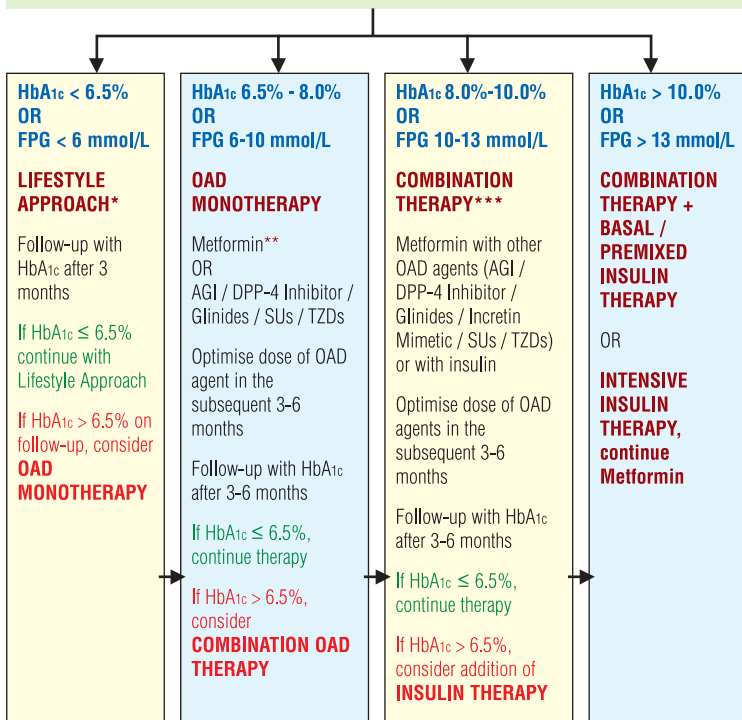 HbA1c < 6.5%
OR
FPG < 6 mmol/L
LIFESTYLE
APPROACH*
Follow-up with
HbA1c after 3
months
If HbA1c ≤ 6.5%
continue with
Lifestyle Approach
If HbA1c > 6.5% on
follow-up, consider
OAD
MONOTHERAPY
HbA1c 6.5% - 8.0%
OR
FPG 6-10 mmol/L
OAD
MONOTHERAPY
Metformin**
OR
AGI / DPP-4 Inhibitor /
Glinides / SUs / TZDs
Optimise dose of OAD
agent in the
subsequent 3-6
months
Follow-up with HbA1c
after 3-6 months
If HbA1c ≤ 6.5%,
continue therapy
If HbA1c > 6.5%,
consider
COMBINATION OAD
THERAPY
HbA1c 8.0%-10.0%
OR
FPG 10-13 mmol/L
COMBINATION
THERAPY***
Metformin with other
OAD agents (AGI /
DPP-4 Inhibitor /
Glinides / Incretin
Mimetic / SUs / TZDs)
or with insulin
Optimise dose of OAD
agents in the
subsequent 3-6
months
Follow-up with HbA1c
after 3-6 months
If HbA1c ≤ 6.5%,
continue therapy
If HbA1c > 6.5%,
consider addition of
INSULIN THERAPY
HbA1c > 10.0%
OR
FPG > 13 mmol/L
COMBINATION
THERAPY +
BASAL /
PREMIXED
INSULIN
THERAPY
OR
INTENSIVE
INSULIN
THERAPY,
continue
Metformin